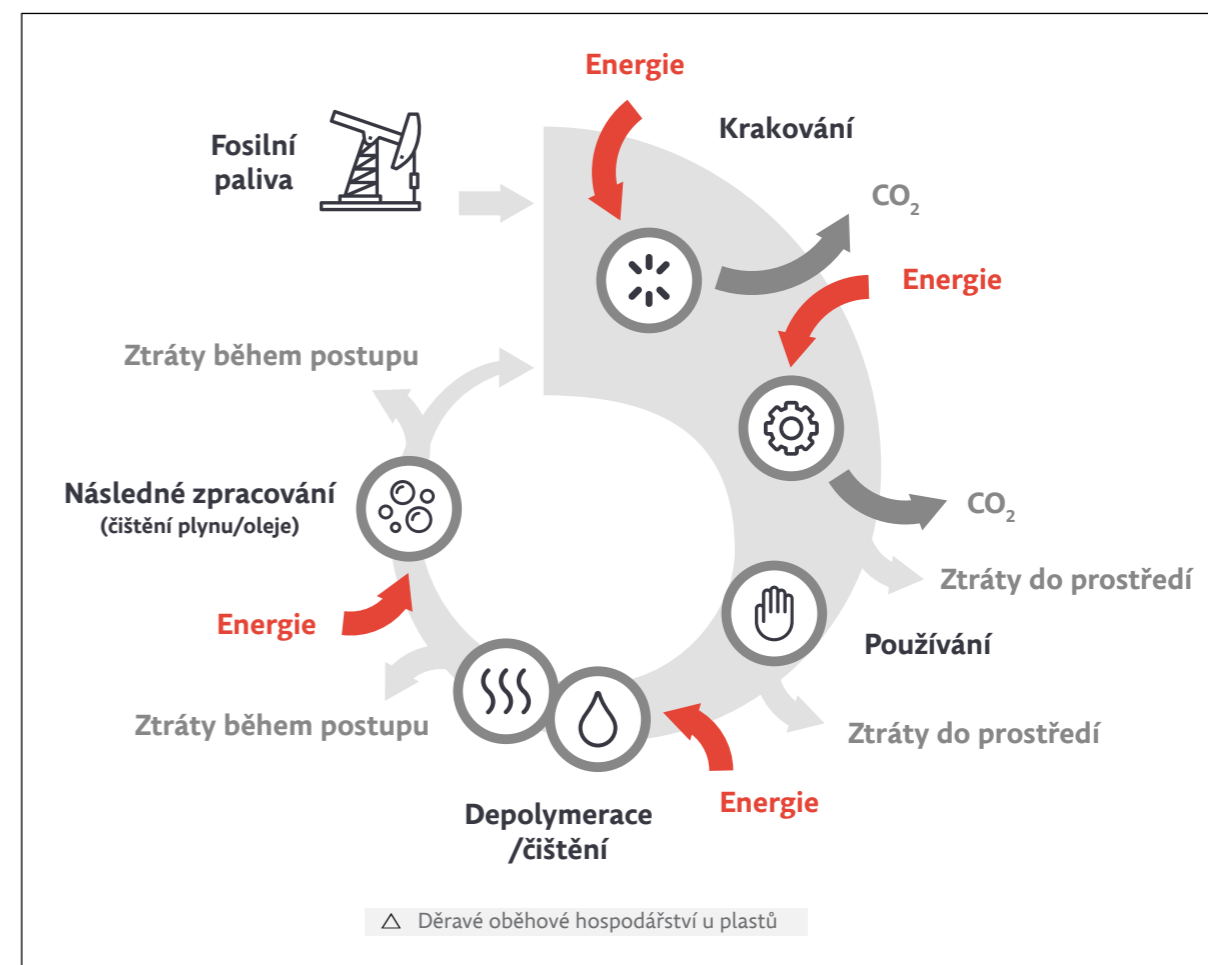 Energie
Krakování
Fosilní
paliva
CO₂
Energie
Ztráty během postupu
Následné zpracování
(čištění plynu/oleje)
CO₂
Ztráty do prostředí
Energie
Používání
Ztráty během postupu
Ztráty do prostředí
Energie
Depolymerace
/čištění
△ Děravé oběhové hospodářství u plastů